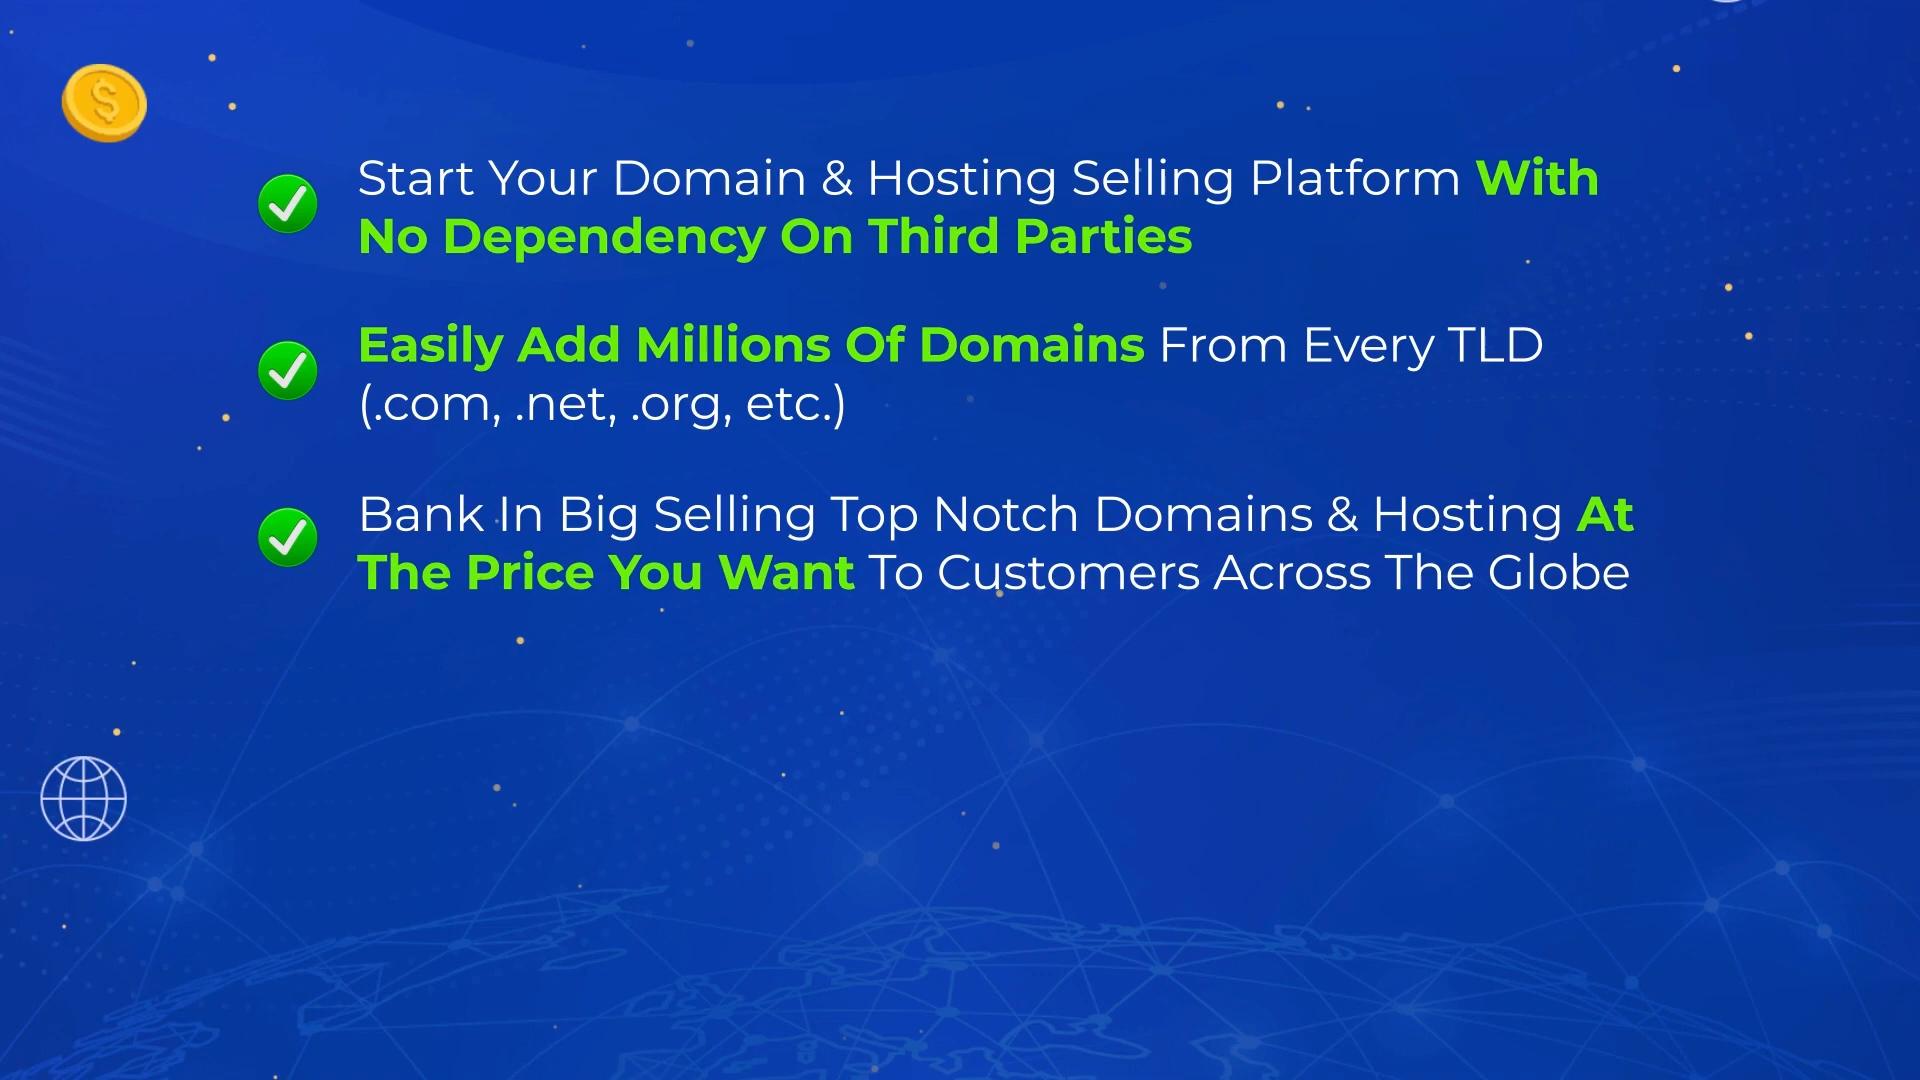 Start Your Domain & Hosting Selling Platform With
No Dependency On Third Parties
Easily Add Millions Of Domains From Every TLD
(.com, .net, .org, etc.)
Bank In Big Selling Top Notch Domains & Hosting At
The Price You Want To Customers Across The Globe